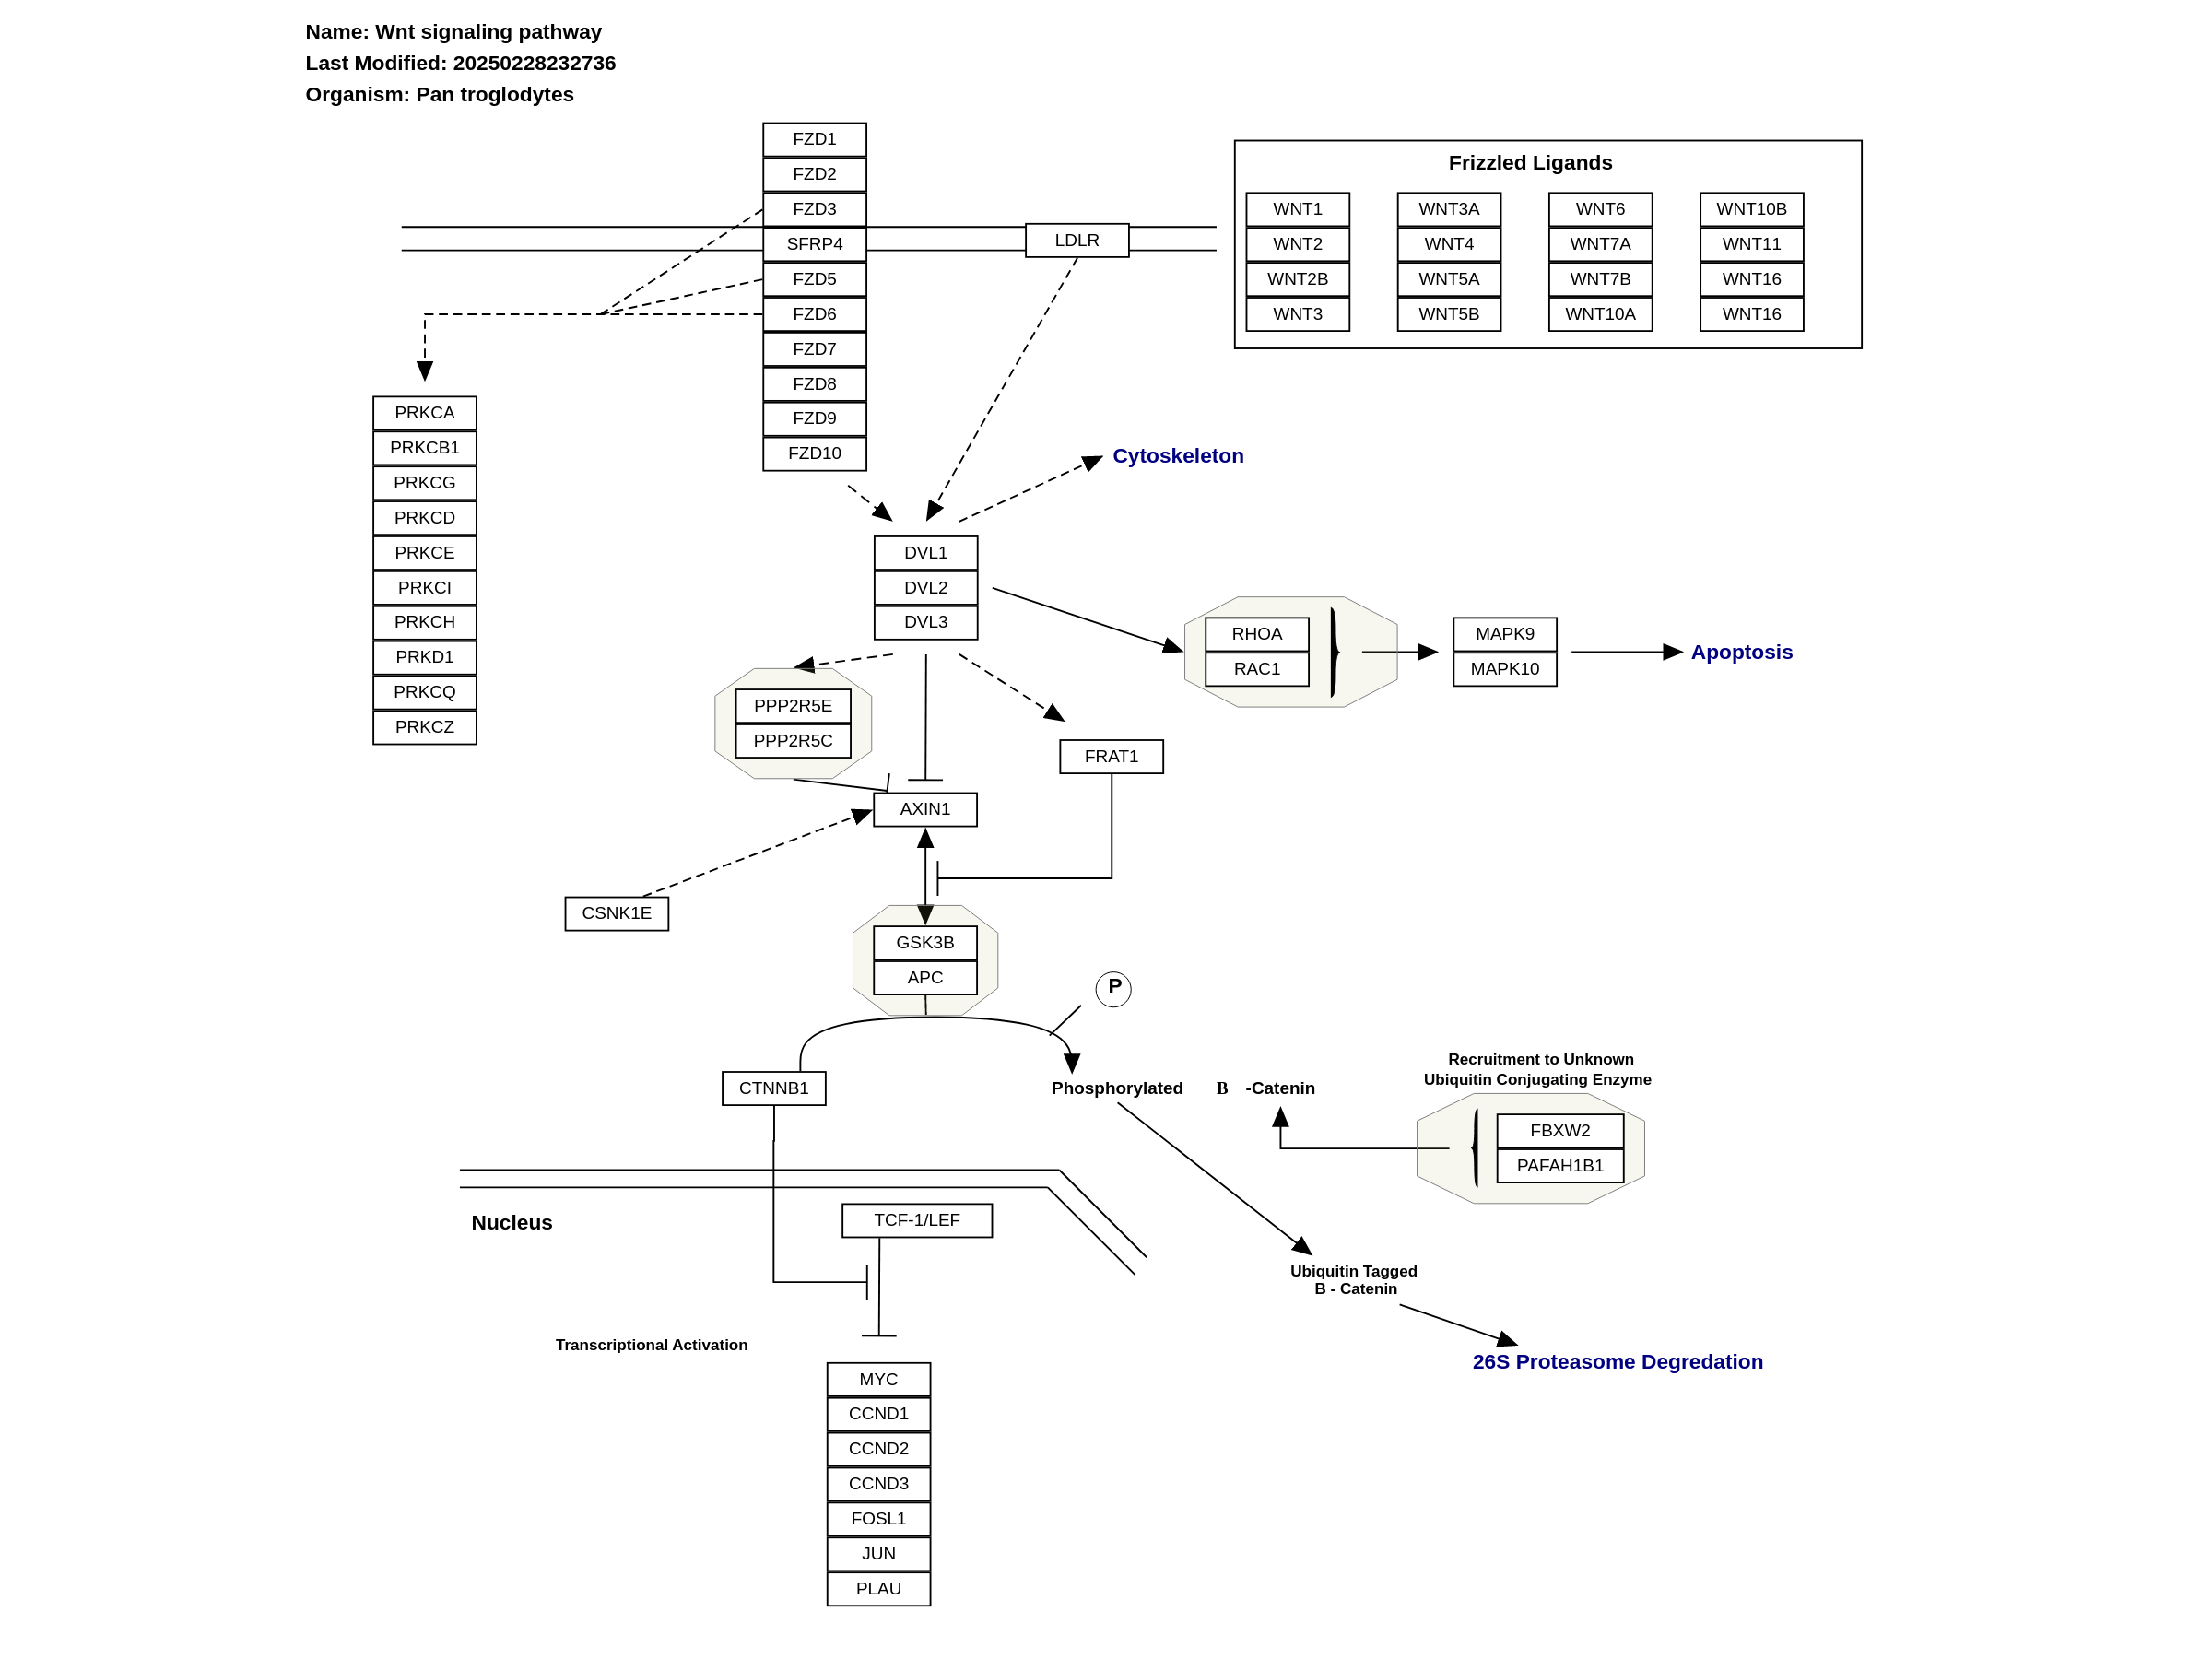 Name: Wnt signaling pathway
Last Modified: 20250228232736
Organism: Pan troglodytes
FZD1
FZD2
FZD3
SFRP4
FZD5
FZD6
FZD7
FZD8
FZD9
FZD10
LDLR
Frizzled Ligands
WNT1 WNT3A WNT6 WNT10B
WNT2 WNT4 WNT7A WNT11
WNT2B WNT5A WNT7B WNT16
WNT3 WNT5B WNT10A WNT16
PRKCA
PRKCB1
PRKCG
PRKCD
PRKCE
PRKCI
PRKCH
PRKD1
PRKCQ
PRKCZ
Cytoskeleton
DVL1
DVL2
DVL3
RHOA
RAC1
MAPK9
MAPK10
Apoptosis
PPP2R5E
PPP2R5C
FRAT1
AXIN1
CSNK1E
GSK3B
APC
P
CTNNB1
Phosphorylated B -Catenin
Recruitment to Unknown
Ubiquitin Conjugating Enzyme
FBXW2
PAFAH1B1
Nucleus
TCF-1/LEF
Ubiquitin Tagged
B - Catenin
Transcriptional Activation
26S Proteasome Degredation
MYC
CCND1
CCND2
CCND3
FOSL1
JUN
PLAU